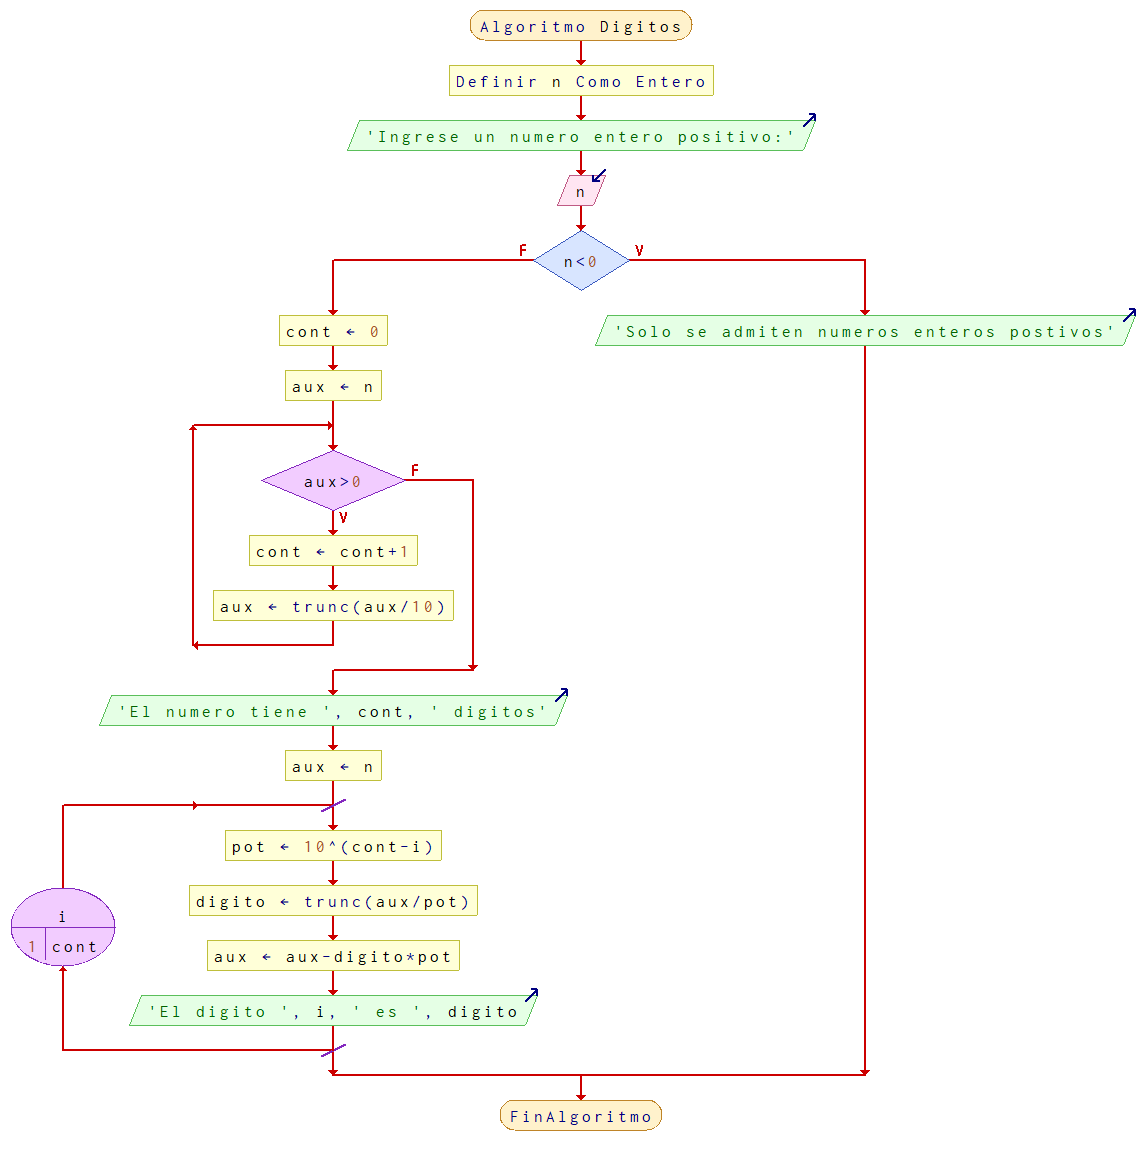 Algoritmo Digitos
Definir n Como Entero
'Ingrese un numero entero positivo:'
n
n<0
F
V
cont ← 0
'Solo se admiten numeros enteros postivos'
aux ← n
aux>0
F
V
cont ← cont+1
aux ← trunc(aux/10)
'El numero tiene ', cont, ' digitos'
aux ← n
pot ← 10^(cont-i)
digito ← trunc(aux/pot)
i
1 cont
aux ← aux-digito*pot
'El digito ', i, ' es ', digito
FinAlgoritmo